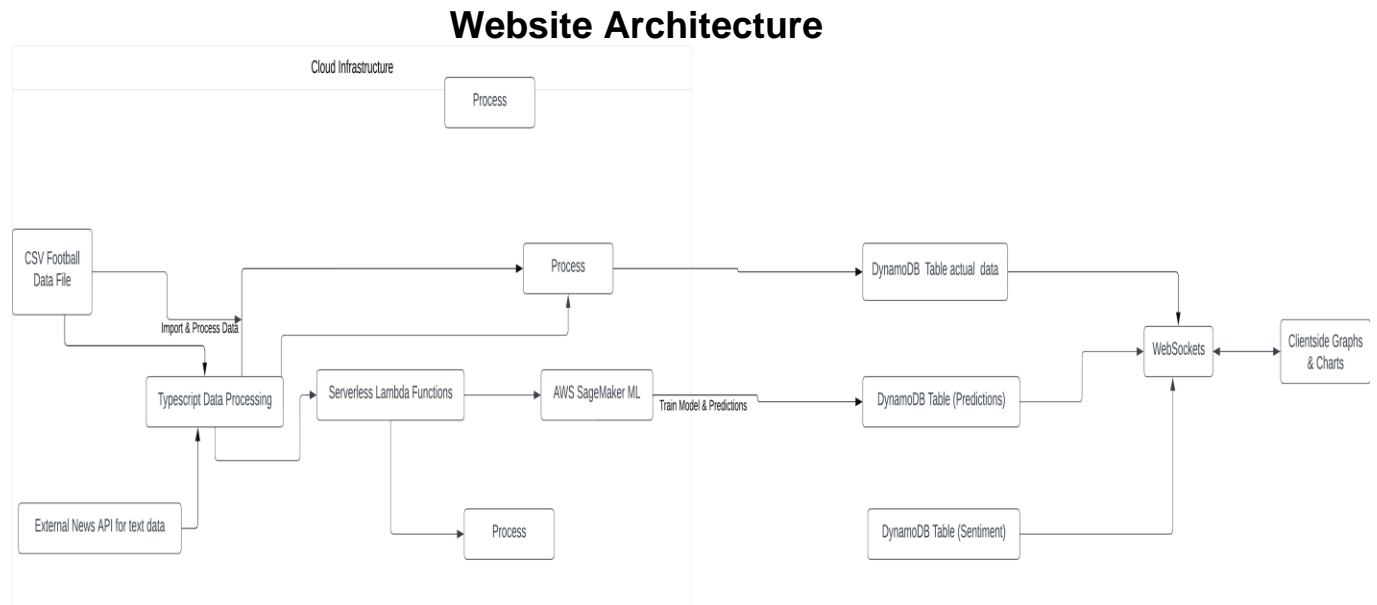 Website Architecture
Cloud Infrastructure
Process
CSV Football
Data File
Process
DynamoDB Table actual data
Import & Process Data
WebSockets
Clientside Graphs
& Charts
Typescript Data Processing
Serverless Lambda Functions
AWS SageMaker ML
Train Model & Predictions
DynamoDB Table (Predictions)
External News API for text data
Process
DynamoDB Table (Sentiment)